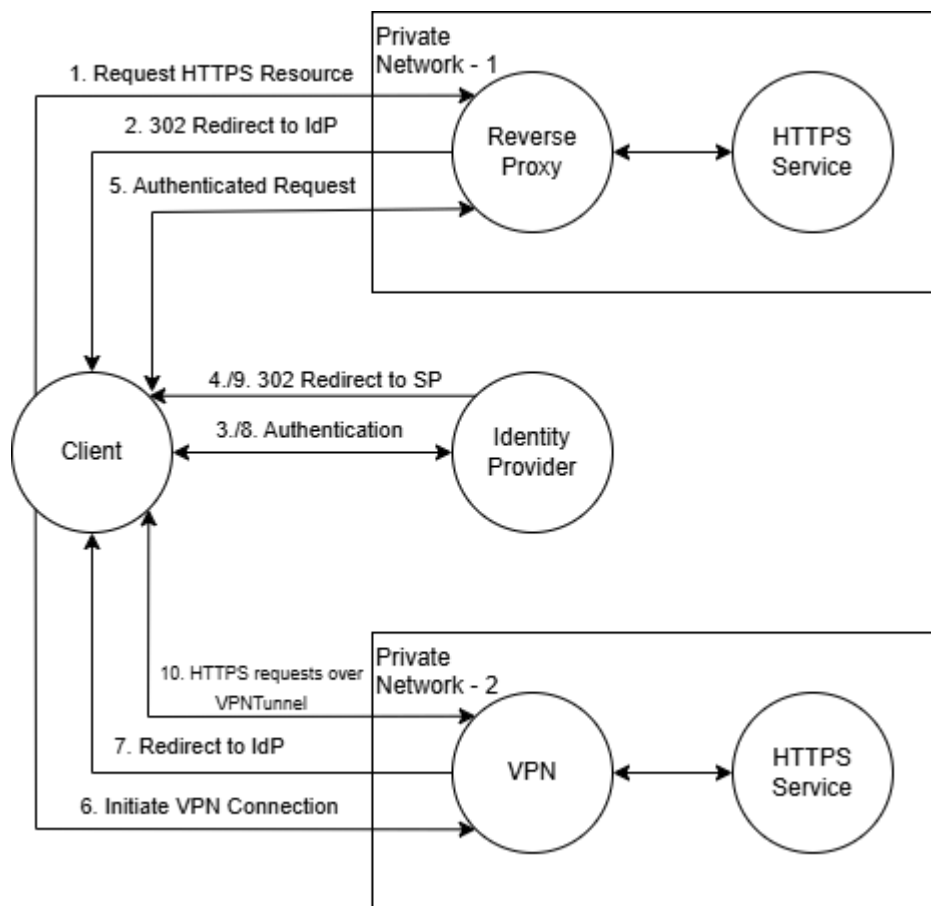 Private
Network - 1
1. Request HTTPS Resource
2. 302 Redirect to IdP
Reverse
Proxy
HTTPS
Service
5. Authenticated Request
4./9. 302 Redirect to SP
3./8. Authentication
Client
Identity
Provider
Private
Network - 2
10. HTTPS requests over
VPNTunnel
7. Redirect to IdP
VPN
HTTPS
Service
6. Initiate VPN Connection